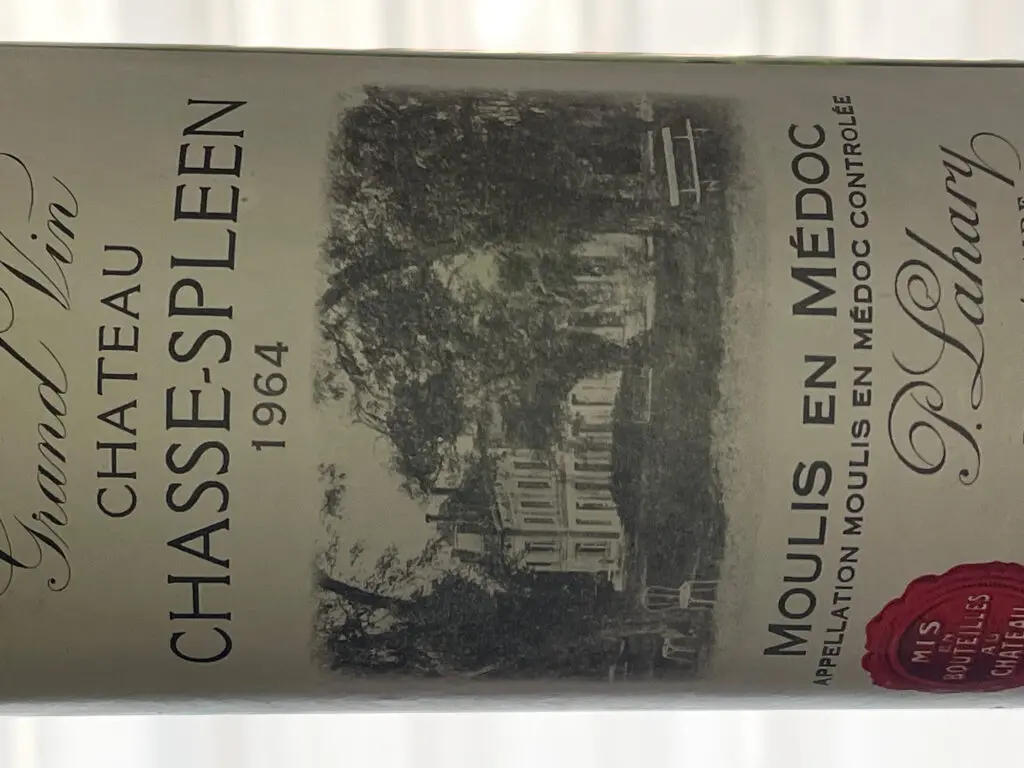 Grand Vin
CHATEAU
CHASSE-SPLEEN
1964
MOULIS EN MÉDOC
APPELLATION MOULIS EN MÉDOC CONTROLÉE
P. Lahary
MIS
EN
BOUTEILLES
AU
CHATEAU